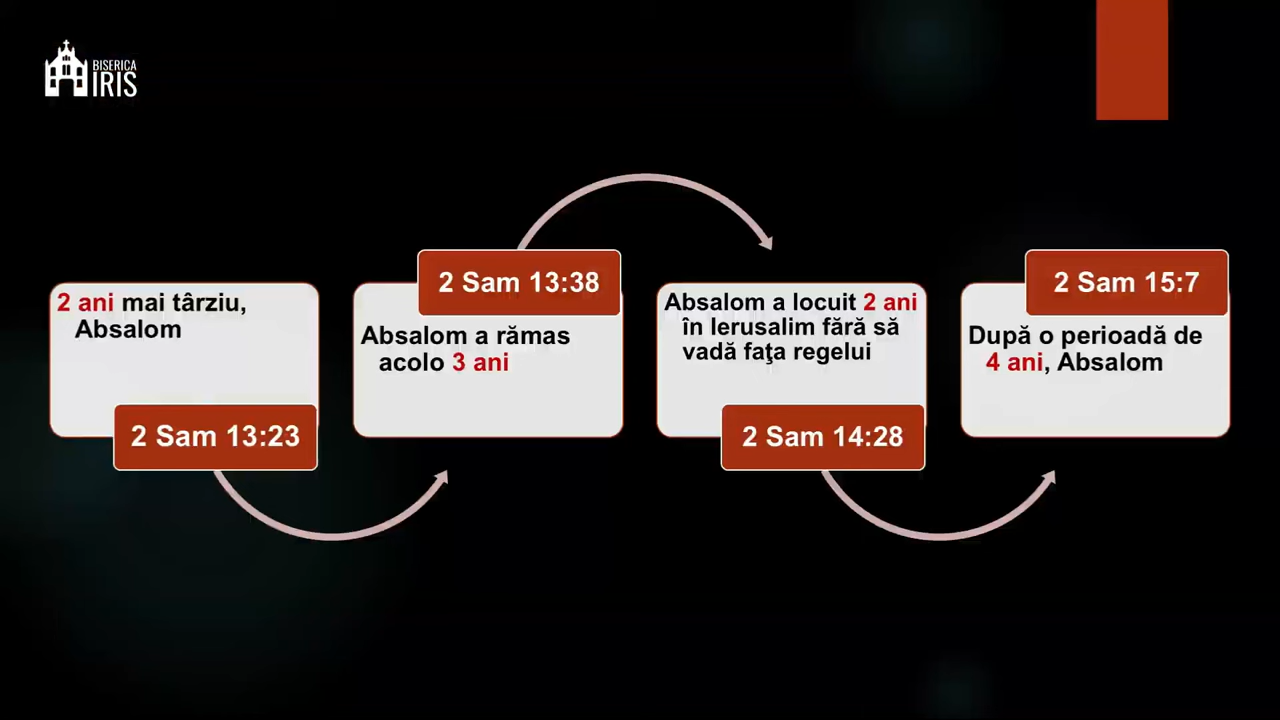 BISERICA
IRIS
2 ani mai târziu,
Absalom
2 Sam 13:23
2 Sam 13:38
Absalom a rămas
acolo 3 ani
Absalom a locuit 2 ani
în Ierusalim fără să
vadă faţa regelui
2 Sam 14:28
2 Sam 15:7
După o perioadă de
4 ani, Absalom